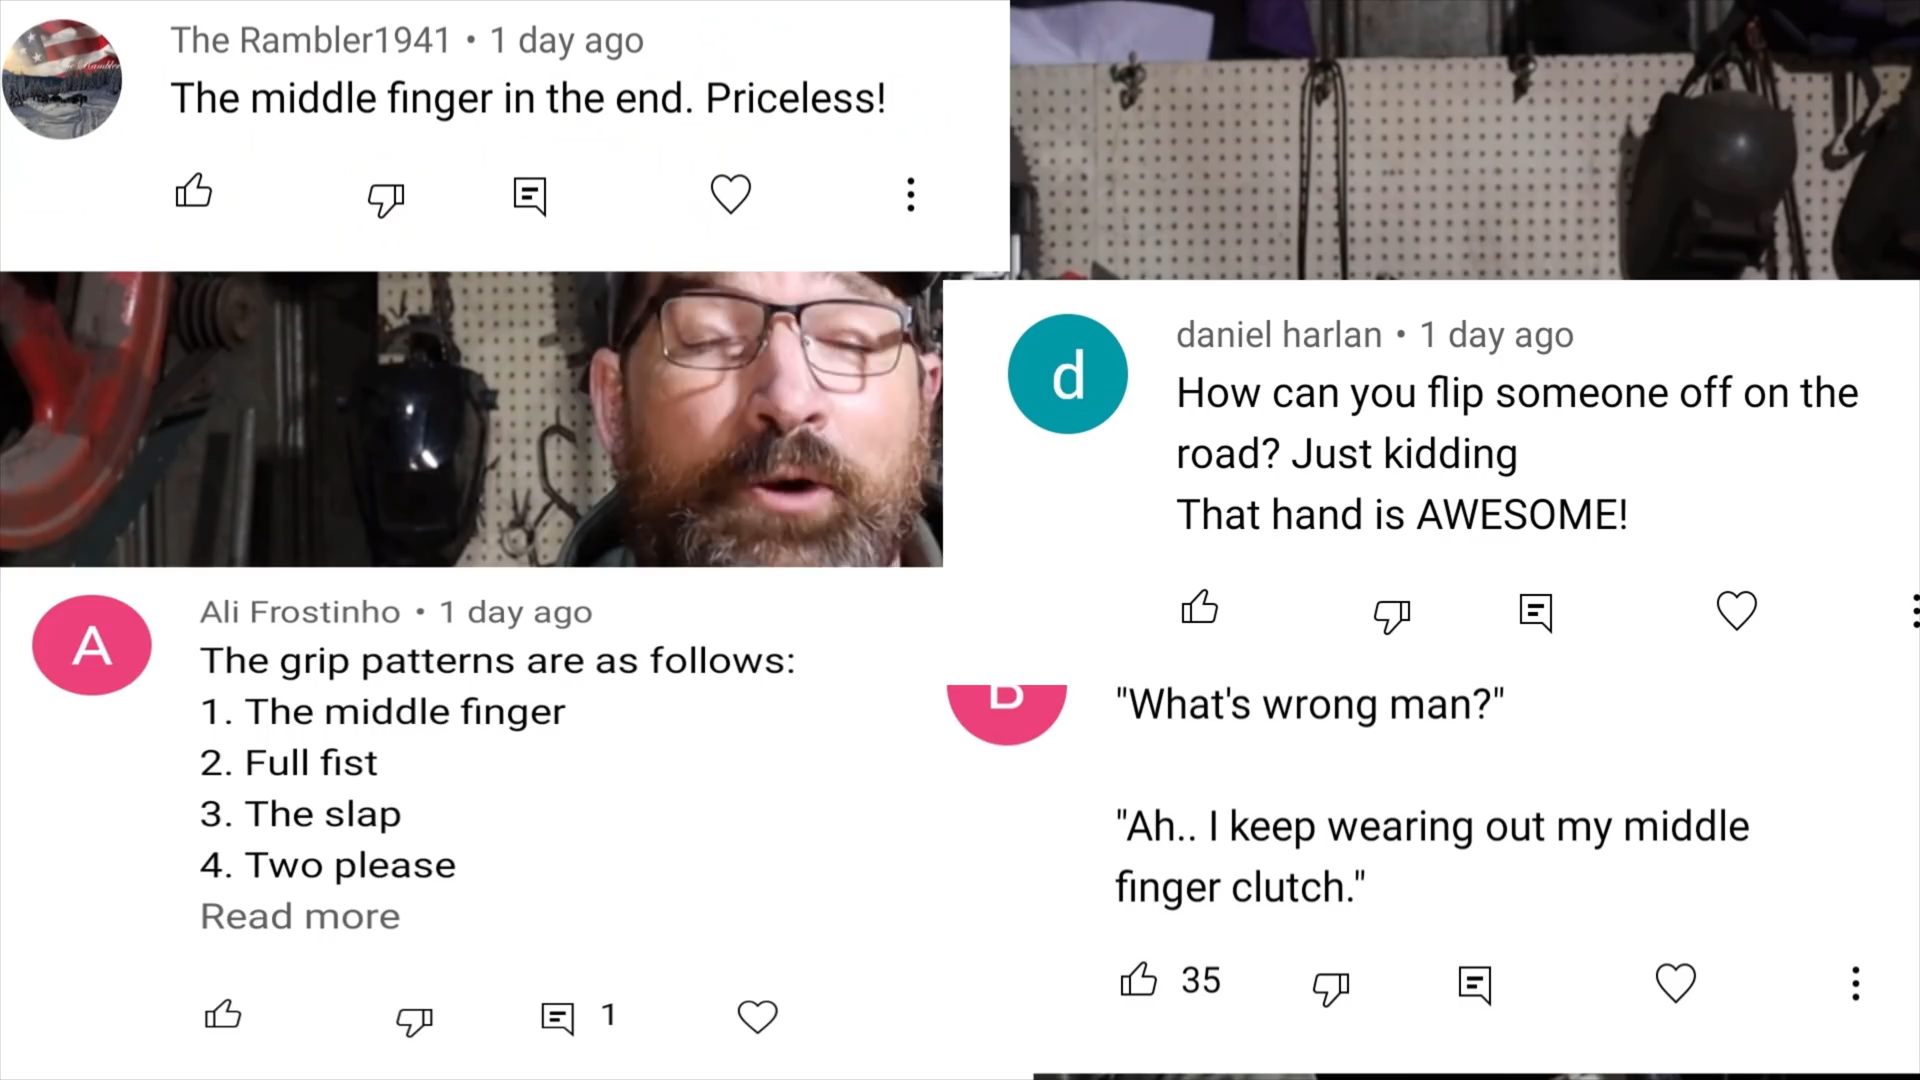 The Rambler1941 • 1 day ago
The middle finger in the end. Priceless!
daniel harlan • 1 day ago
d
How can you flip someone off on the
road? Just kidding
That hand is AWESOME!
A
Ali Frostinho • 1 day ago
The grip patterns are as follows:
1. The middle finger
2. Full fist
3. The slap
4. Two please
Read more
1
B
"What's wrong man?"
"Ah.. I keep wearing out my middle
finger clutch."
35